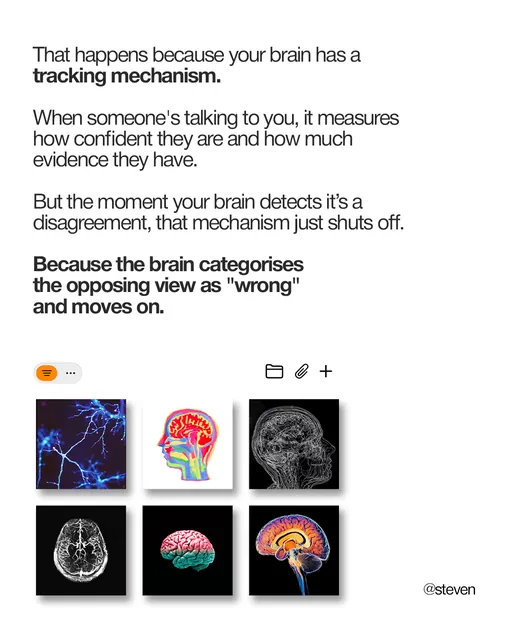 That happens because your brain has a
tracking mechanism.
When someone's talking to you, it measures
how confident they are and how much
evidence they have.
But the moment your brain detects it’s a
disagreement, that mechanism just shuts off.
Because the brain categorises
the opposing view as "wrong"
and moves on.
@steven